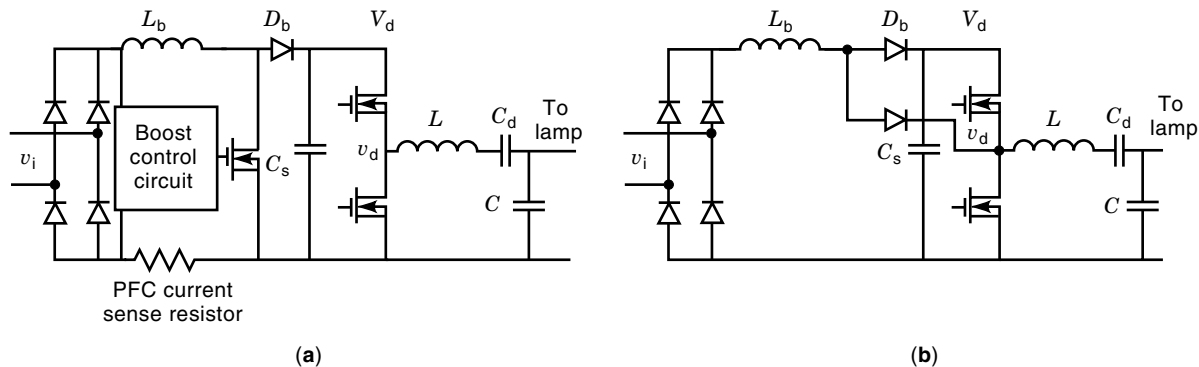 L_b
D_b
V_d
Boost
control
circuit
v_i
C_s
v_d
L
C_d
To
lamp
C
PFC current
sense resistor
(a)
L_b
D_b
V_d
v_i
C_s
v_d
L
C_d
To
lamp
C
(b)